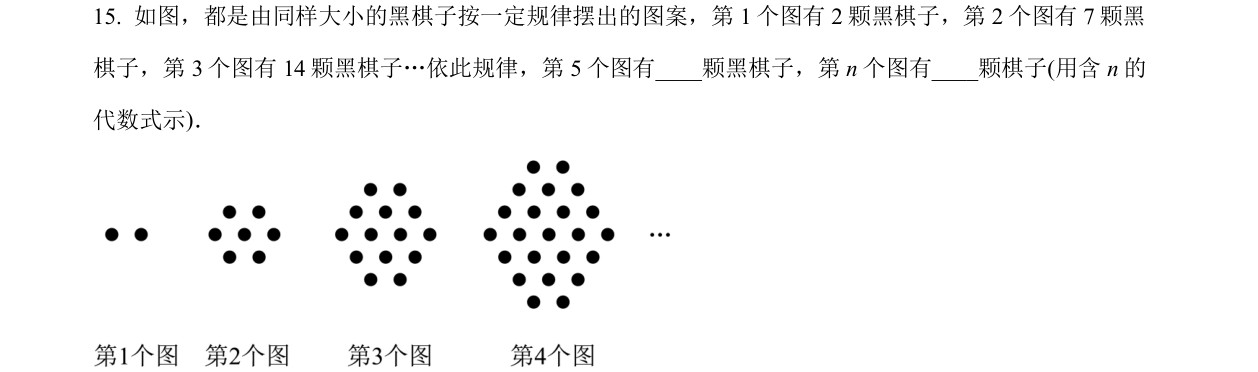 15. 如图，都是由同样大小的黑棋子按一定规律摆出的图案，第 1 个图有 2 颗黑棋子，第 2 个图有 7 颗黑
棋子，第 3 个图有 14 颗黑棋子…依此规律，第 5 个图有____颗黑棋子，第 n 个图有____颗棋子(用含 n 的
代数式示).
…
第1个图 第2个图 第3个图 第4个图